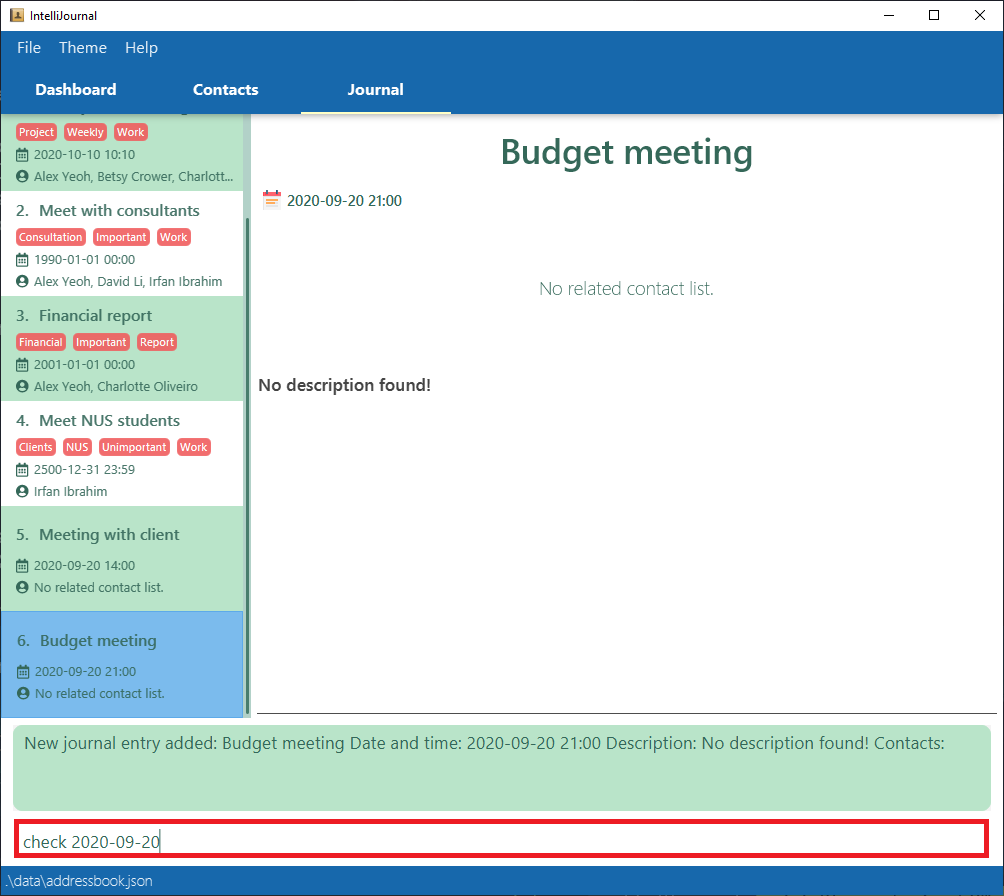 IntelliJournal
File Theme Help
Dashboard Contacts Journal
Project Weekly Work
2020-10-10 10:10
Alex Yeoh, Betsy Crower, Charlott...
2. Meet with consultants
Consultation Important Work
1990-01-01 00:00
Alex Yeoh, David Li, Irfan Ibrahim
3. Financial report
Financial Important Report
2001-01-01 00:00
Alex Yeoh, Charlotte Oliveiro
4. Meet NUS students
Clients NUS Unimportant Work
2500-12-31 23:59
Irfan Ibrahim
5. Meeting with client
2020-09-20 14:00
No related contact list.
6. Budget meeting
2020-09-20 21:00
No related contact list.
Budget meeting
2020-09-20 21:00
No related contact list.
No description found!
New journal entry added: Budget meeting Date and time: 2020-09-20 21:00 Description: No description found! Contacts:
check 2020-09-20
.\data\addressbook.json